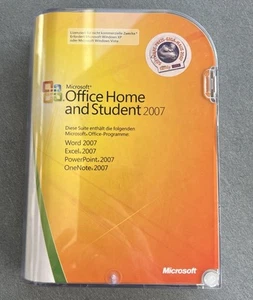 Microsoft®
Office Home
and Student 2007
Diese Suite enthält die folgenden
Microsoft® Office-Programme:
Word 2007
Excel® 2007
PowerPoint® 2007
OneNote® 2007
Microsoft